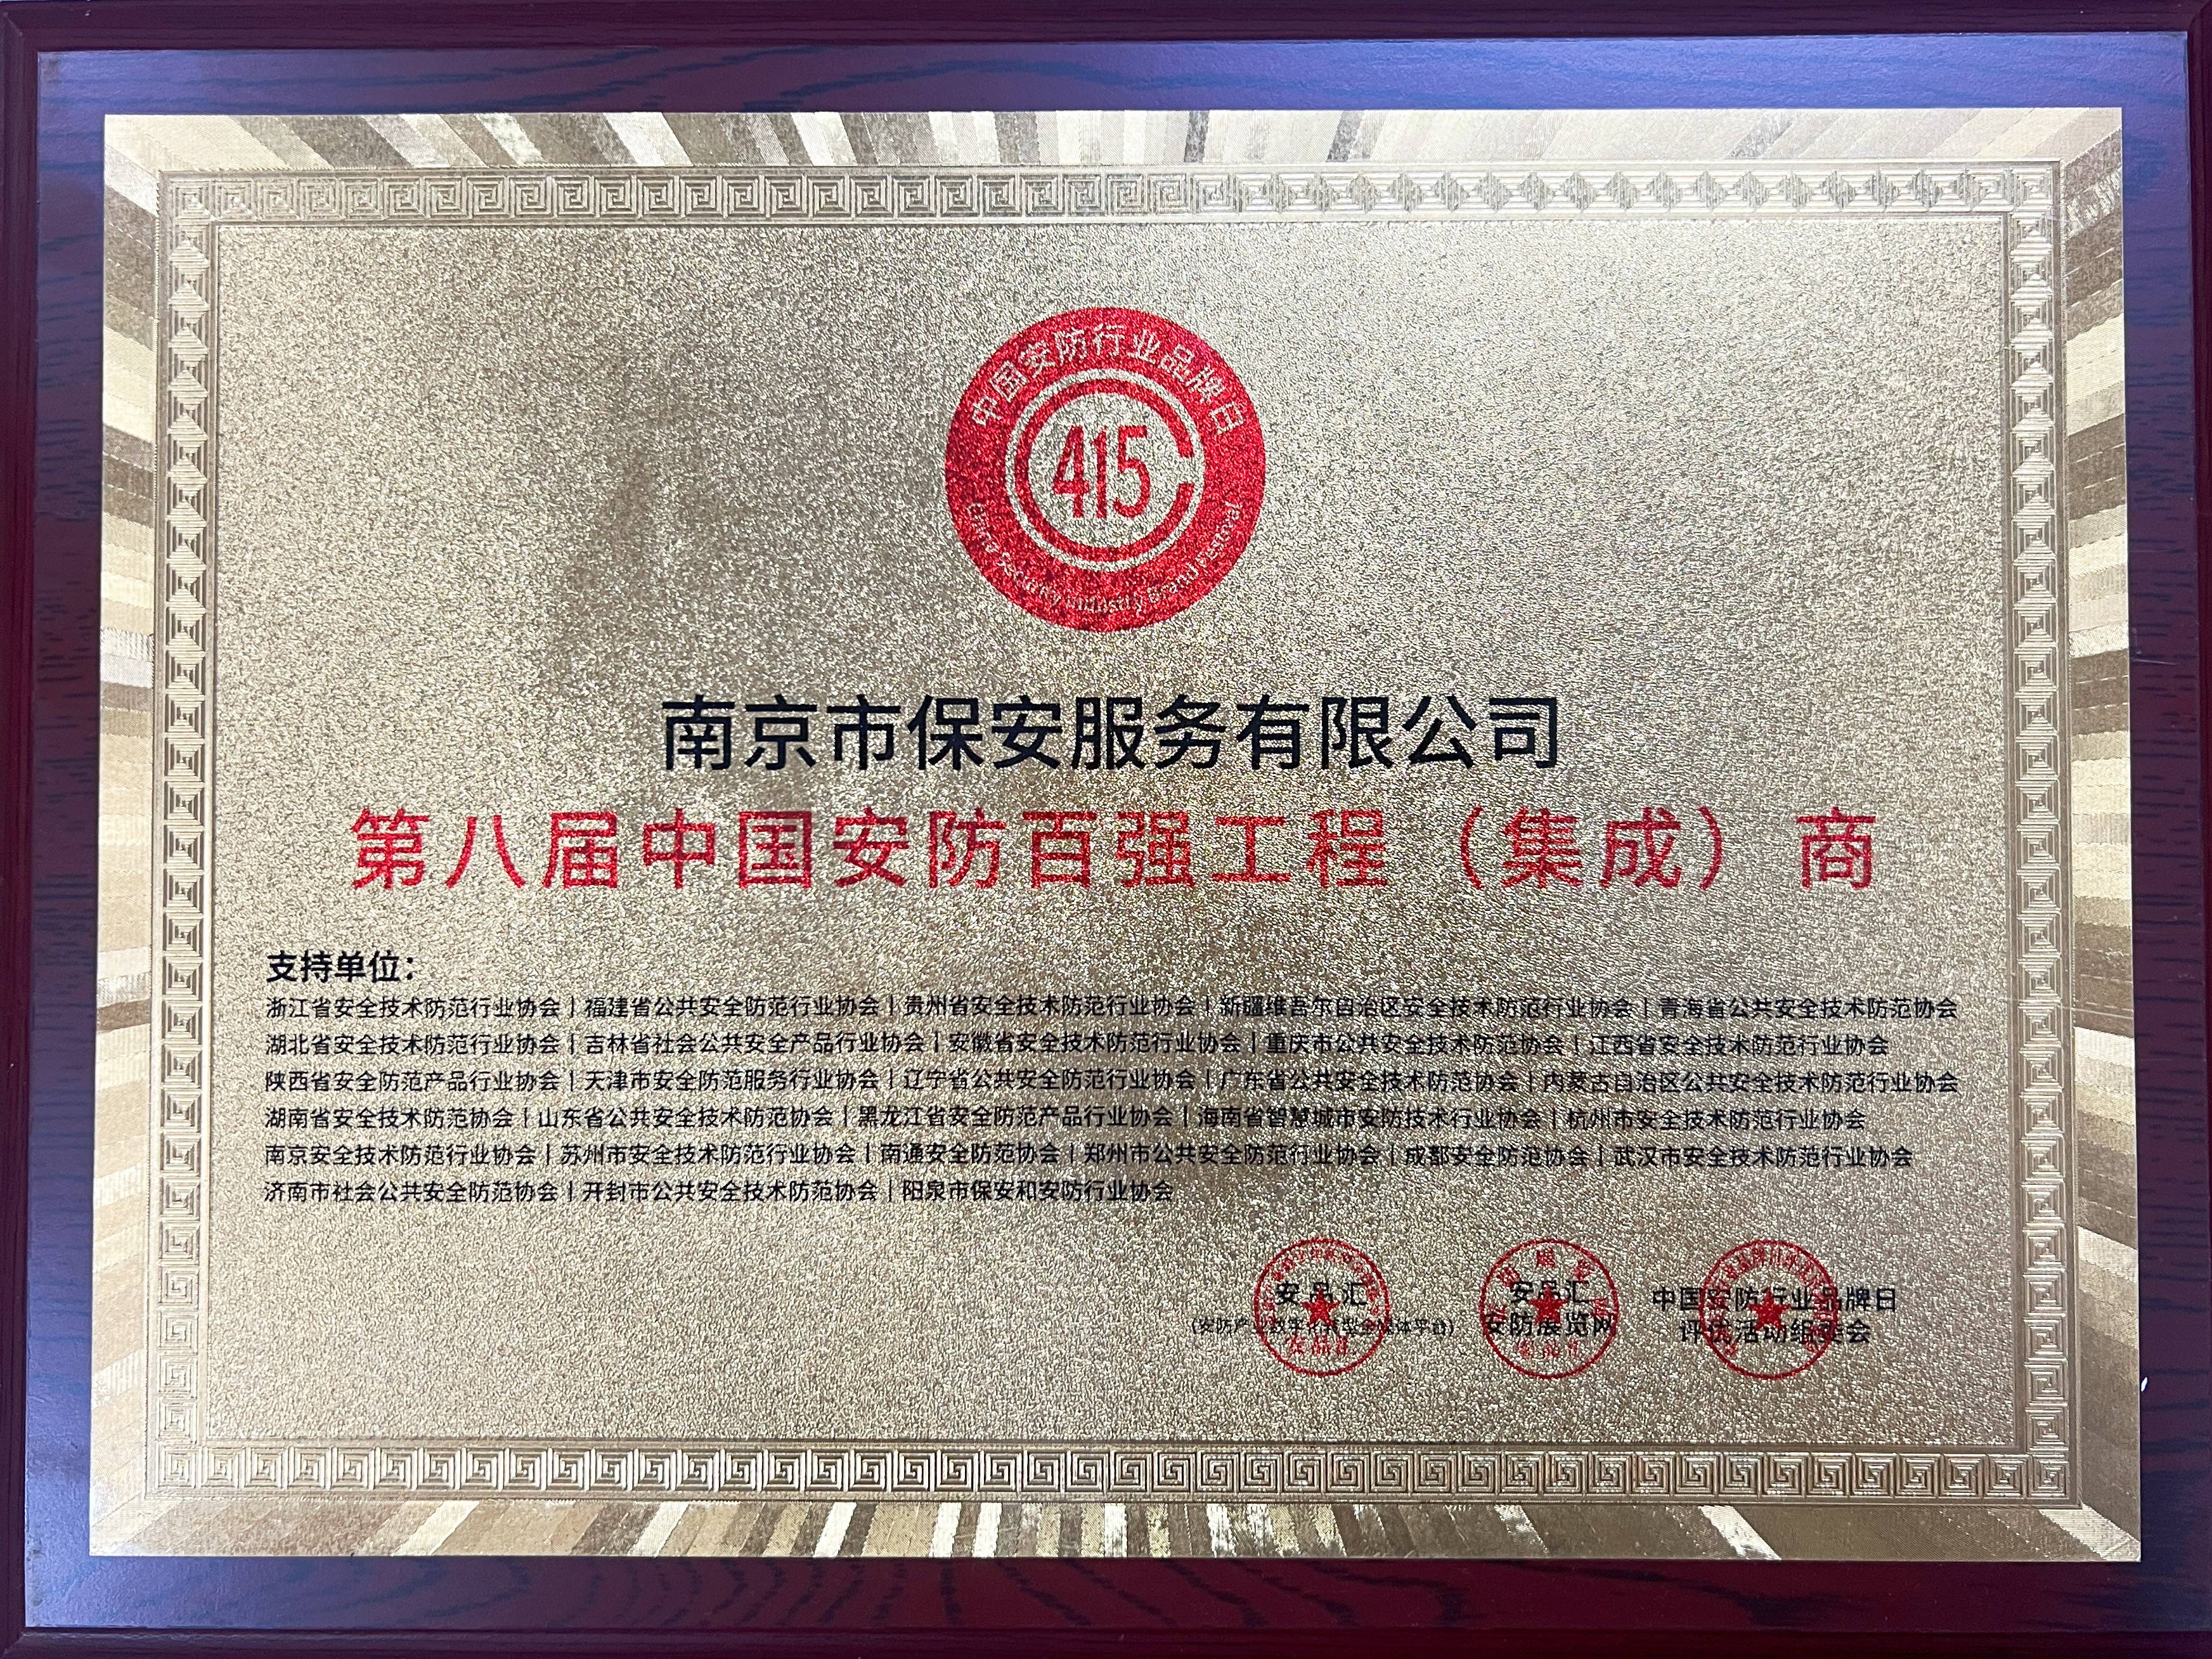 中国安防行业品牌日
415
China Security Industry Brand Festival
南京市保安服务有限公司
第八届中国安防百强工程（集成）商
支持单位：
浙江省安全技术防范行业协会 | 福建省公共安全防范行业协会 | 贵州省安全技术防范行业协会 | 新疆维吾尔自治区安全技术防范行业协会 | 青海省公共安全技术防范协会
湖北省安全技术防范行业协会 | 吉林省社会公共安全产品行业协会 | 安徽省安全技术防范行业协会 | 重庆市公共安全技术防范协会 | 江西省安全技术防范行业协会
陕西省安全防范产品行业协会 | 天津市安全防范服务行业协会 | 辽宁省公共安全防范行业协会 | 广东省公共安全技术防范协会 | 内蒙古自治区公共安全技术防范行业协会
湖南省安全技术防范协会 | 山东省公共安全技术防范协会 | 黑龙江省安全防范产品行业协会 | 海南省智慧城市安防技术行业协会 | 杭州市安全技术防范行业协会
南京安全技术防范行业协会 | 苏州市安全技术防范行业协会 | 南通安全防范协会 | 郑州市公共安全防范行业协会 | 成都安全防范协会 | 武汉市安全技术防范行业协会
济南市社会公共安全防范协会 | 开封市公共安全技术防范协会 | 阳泉市保安和安防行业协会
安品汇 安品汇 中国安防行业品牌日
(安防产业数字化转型全媒体平台) 安防展览网 评优活动组委会